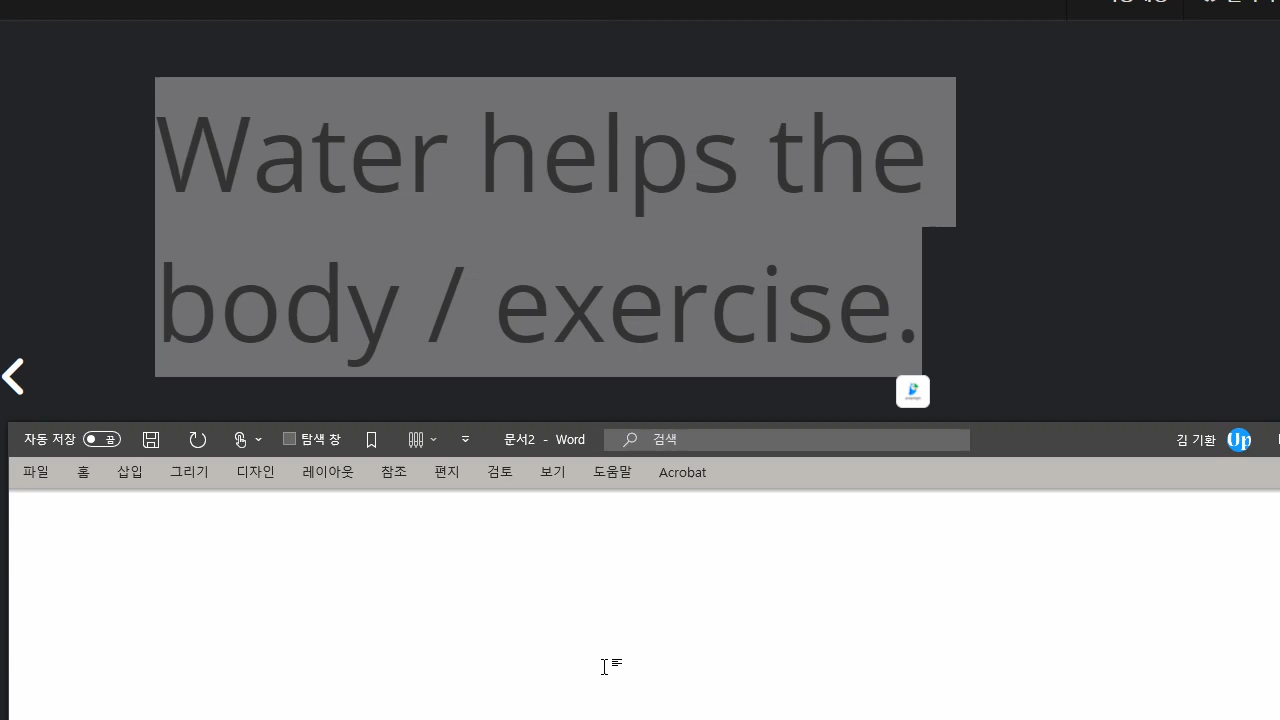 Water helps the
body / exercise.
자동 저장 끔 탐색 창 문서2 - Word 검색 김 기환 Up
파일 홈 삽입 그리기 디자인 레이아웃 참조 편지 검토 보기 도움말 Acrobat